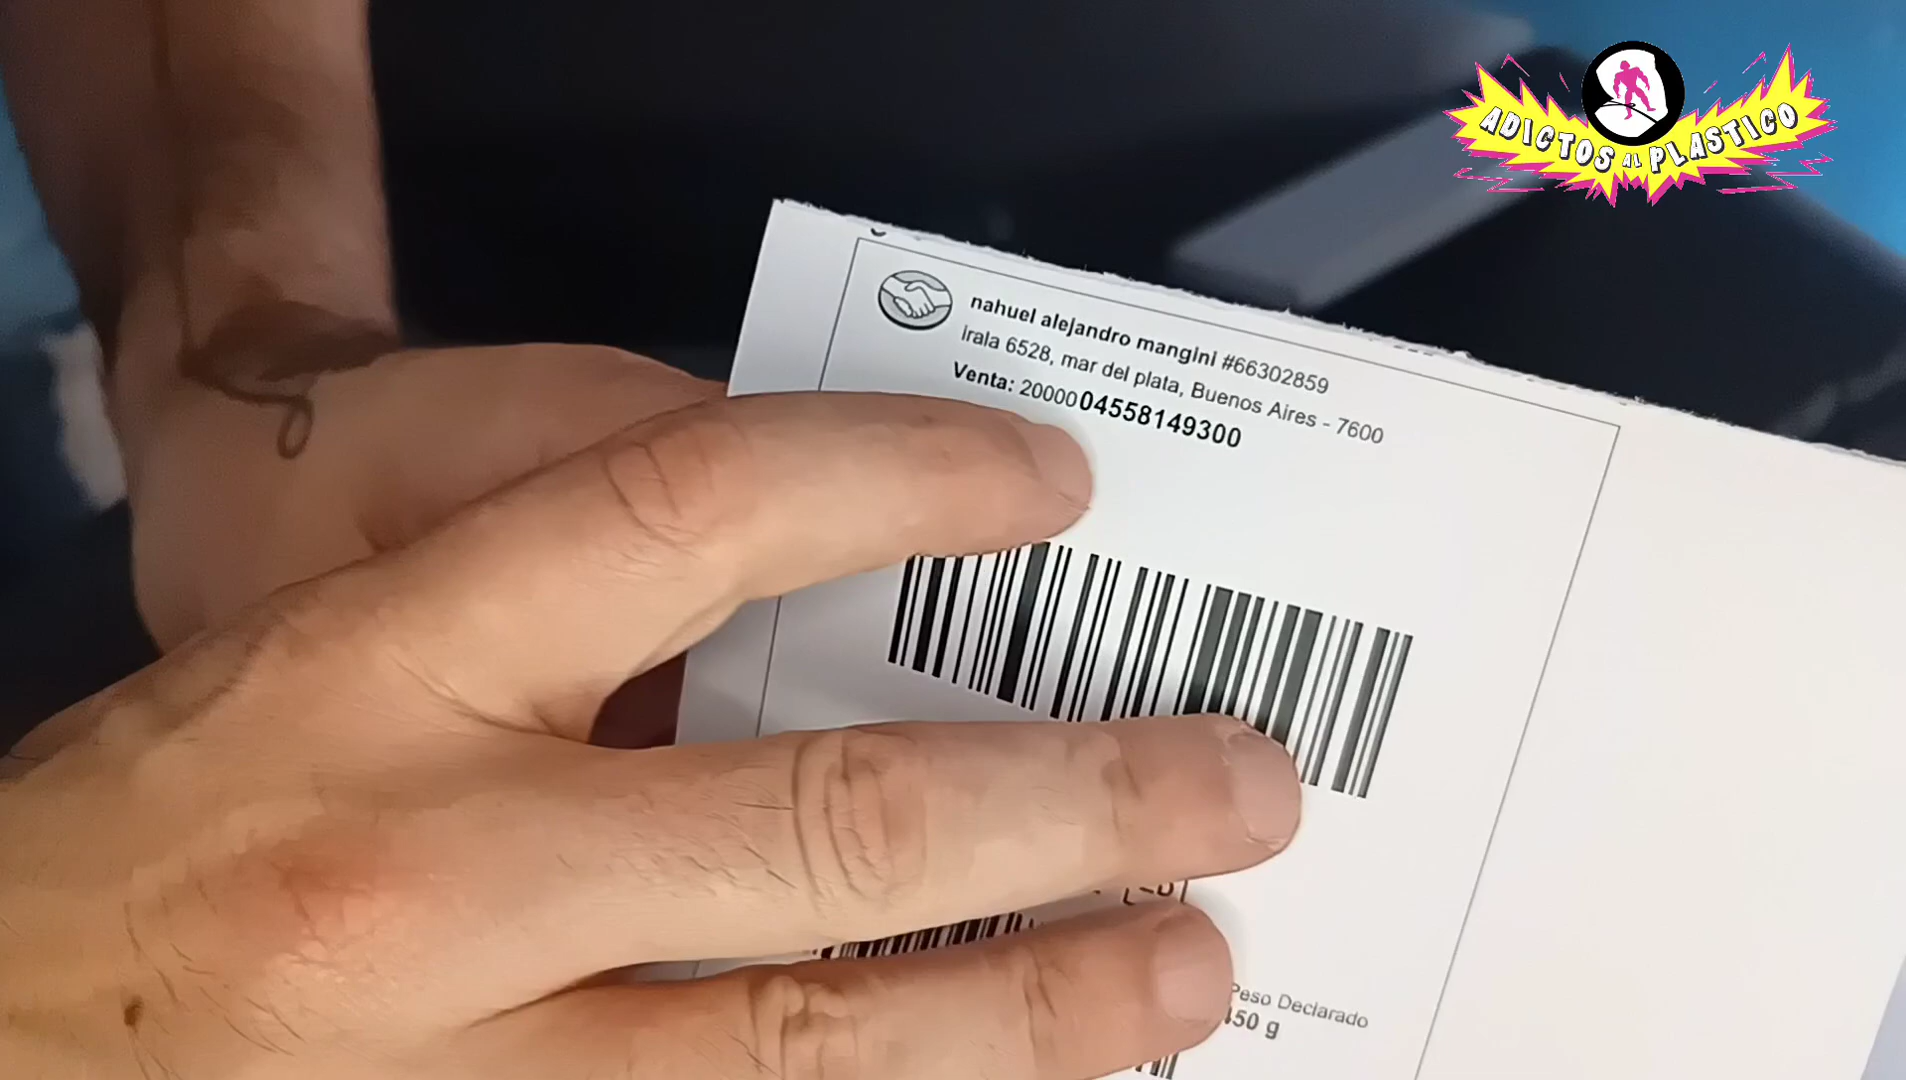 ADICTOS AL PLASTICO
nahuel alejandro mangini #66302859
irala 6528, mar del plata, Buenos Aires - 7600
Venta: 2000004558149300
Peso Declarado
450 g